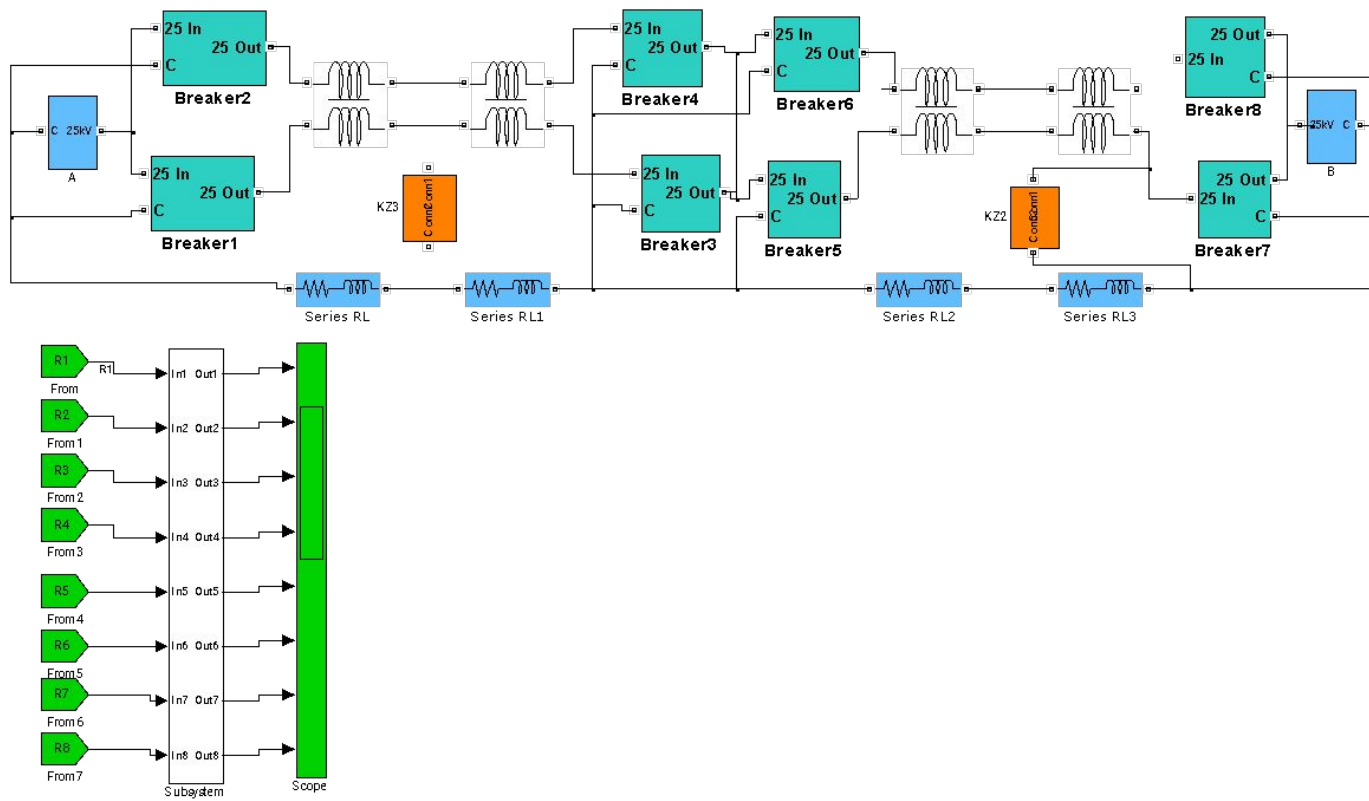 25 In
25 Out
C
Breaker2
C 25kV
A
25 In
25 Out
C
Breaker1
KZ3
25 In
25 Out
C
Breaker4
25 In
25 Out
C
Breaker3
25 In
25 Out
C
Breaker6
25 In
25 Out
C
Breaker5
KZ2
25 Out
25 In
C
Breaker8
25kV C
B
25 Out
25 In
C
Breaker7
Series RL
Series RL1
Series RL2
Series RL3
R1
From
R1
R2
From1
R3
From2
R4
From3
R5
From4
R6
From5
R7
From6
R8
From7
In1 Out1
In2 Out2
In3 Out3
In4 Out4
In5 Out5
In6 Out6
In7 Out7
In8 Out8
Subsystem
Scope